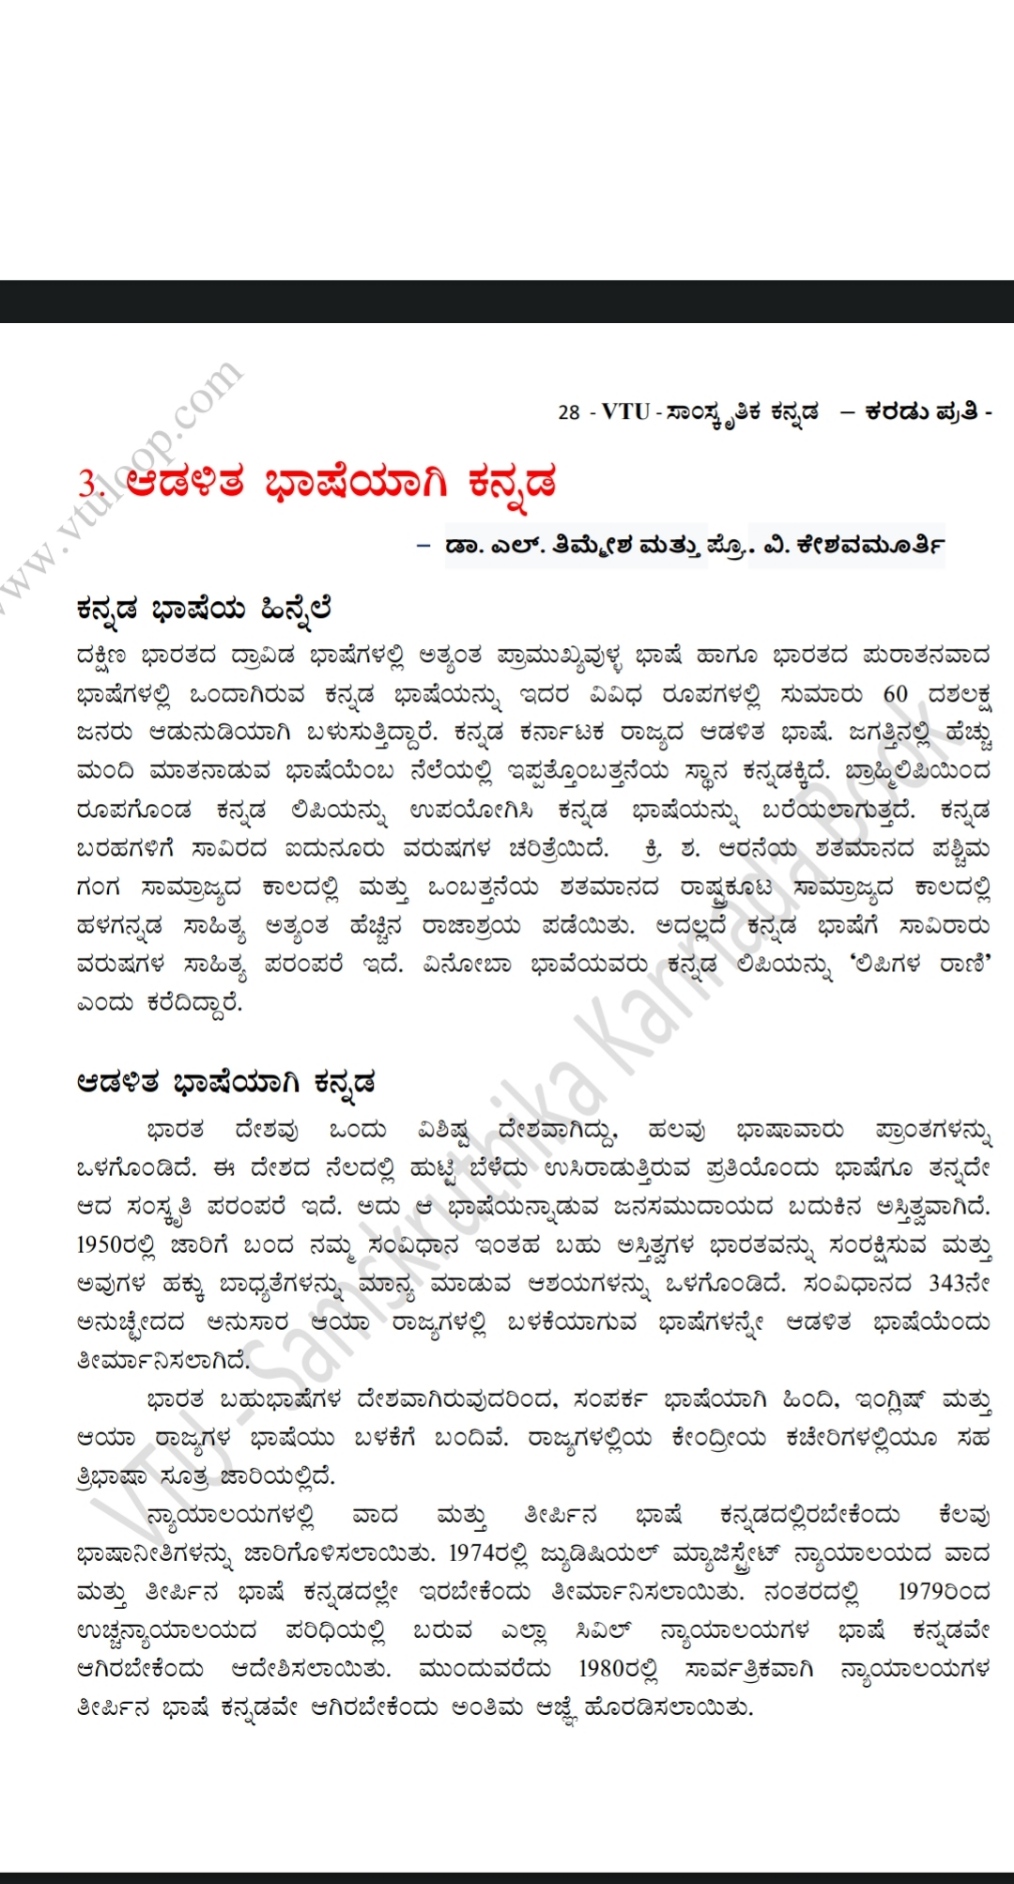 28 - VTU - ಸಾಂಸ್ಕೃತಿಕ ಕನ್ನಡ – ಕರಡು ಪ್ರತಿ -
3. ಆಡಳಿತ ಭಾಷೆಯಾಗಿ ಕನ್ನಡ
– ಡಾ. ಎಲ್. ತಿಮ್ಮೇಶ ಮತ್ತು ಪ್ರೊ.. ವಿ. ಕೇಶವಮೂರ್ತಿ
ಕನ್ನಡ ಭಾಷೆಯ ಹಿನ್ನೆಲೆ
ದಕ್ಷಿಣ ಭಾರತದ ದ್ರಾವಿಡ ಭಾಷೆಗಳಲ್ಲಿ ಅತ್ಯಂತ ಪ್ರಾಮುಖ್ಯವುಳ್ಳ ಭಾಷೆ ಹಾಗೂ ಭಾರತದ ಪುರಾತನವಾದ
ಭಾಷೆಗಳಲ್ಲಿ ಒಂದಾಗಿರುವ ಕನ್ನಡ ಭಾಷೆಯನ್ನು ಇದರ ವಿವಿಧ ರೂಪಗಳಲ್ಲಿ ಸುಮಾರು 60 ದಶಲಕ್ಷ
ಜನರು ಆಡುನುಡಿಯಾಗಿ ಬಳುಸುತ್ತಿದ್ದಾರೆ. ಕನ್ನಡ ಕರ್ನಾಟಕ ರಾಜ್ಯದ ಆಡಳಿತ ಭಾಷೆ. ಜಗತ್ತಿನಲ್ಲಿ ಹೆಚ್ಚು
ಮಂದಿ ಮಾತನಾಡುವ ಭಾಷೆಯೆಂಬ ನೆಲೆಯಲ್ಲಿ ಇಪ್ಪತ್ತೊಂಬತ್ತನೆಯ ಸ್ಥಾನ ಕನ್ನಡಕ್ಕಿದೆ. ಬ್ರಾಹ್ಮಿಲಿಪಿಯಿಂದ
ರೂಪಗೊಂಡ ಕನ್ನಡ ಲಿಪಿಯನ್ನು ಉಪಯೋಗಿಸಿ ಕನ್ನಡ ಭಾಷೆಯನ್ನು ಬರೆಯಲಾಗುತ್ತದೆ. ಕನ್ನಡ
ಬರಹಗಳಿಗೆ ಸಾವಿರದ ಐದುನೂರು ವರುಷಗಳ ಚರಿತ್ರೆಯಿದೆ. ಕ್ರಿ. ಶ. ಆರನೆಯ ಶತಮಾನದ ಪಶ್ಚಿಮ
ಗಂಗ ಸಾಮ್ರಾಜ್ಯದ ಕಾಲದಲ್ಲಿ ಮತ್ತು ಒಂಬತ್ತನೆಯ ಶತಮಾನದ ರಾಷ್ಟ್ರಕೂಟ ಸಾಮ್ರಾಜ್ಯದ ಕಾಲದಲ್ಲಿ
ಹಳಗನ್ನಡ ಸಾಹಿತ್ಯ ಅತ್ಯಂತ ಹೆಚ್ಚಿನ ರಾಜಾಶ್ರಯ ಪಡೆಯಿತು. ಅದಲ್ಲದೆ ಕನ್ನಡ ಭಾಷೆಗೆ ಸಾವಿರಾರು
ವರುಷಗಳ ಸಾಹಿತ್ಯ ಪರಂಪರೆ ಇದೆ. ವಿನೋಬಾ ಭಾವೆಯವರು ಕನ್ನಡ ಲಿಪಿಯನ್ನು ‘ಲಿಪಿಗಳ ರಾಣಿ’
ಎಂದು ಕರೆದಿದ್ದಾರೆ.
ಆಡಳಿತ ಭಾಷೆಯಾಗಿ ಕನ್ನಡ
ಭಾರತ ದೇಶವು ಒಂದು ವಿಶಿಷ್ಟ ದೇಶವಾಗಿದ್ದು, ಹಲವು ಭಾಷಾವಾರು ಪ್ರಾಂತಗಳನ್ನು
ಒಳಗೊಂಡಿದೆ. ಈ ದೇಶದ ನೆಲದಲ್ಲಿ ಹುಟ್ಟಿ ಬೆಳೆದು ಉಸಿರಾಡುತ್ತಿರುವ ಪ್ರತಿಯೊಂದು ಭಾಷೆಗೂ ತನ್ನದೇ
ಆದ ಸಂಸ್ಕೃತಿ ಪರಂಪರೆ ಇದೆ. ಅದು ಆ ಭಾಷೆಯನ್ನಾಡುವ ಜನಸಮುದಾಯದ ಬದುಕಿನ ಅಸ್ತಿತ್ವವಾಗಿದೆ.
1950ರಲ್ಲಿ ಜಾರಿಗೆ ಬಂದ ನಮ್ಮ ಸಂವಿಧಾನ ಇಂತಹ ಬಹು ಅಸ್ತಿತ್ವಗಳ ಭಾರತವನ್ನು ಸಂರಕ್ಷಿಸುವ ಮತ್ತು
ಅವುಗಳ ಹಕ್ಕು ಬಾಧ್ಯತೆಗಳನ್ನು ಮಾನ್ಯ ಮಾಡುವ ಆಶಯಗಳನ್ನು ಒಳಗೊಂಡಿದೆ. ಸಂವಿಧಾನದ 343ನೇ
ಅನುಚ್ಛೇದದ ಅನುಸಾರ ಆಯಾ ರಾಜ್ಯಗಳಲ್ಲಿ ಬಳಕೆಯಾಗುವ ಭಾಷೆಗಳನ್ನೇ ಆಡಳಿತ ಭಾಷೆಯೆಂದು
ತೀರ್ಮಾನಿಸಲಾಗಿದೆ.
ಭಾರತ ಬಹುಭಾಷೆಗಳ ದೇಶವಾಗಿರುವುದರಿಂದ, ಸಂಪರ್ಕ ಭಾಷೆಯಾಗಿ ಹಿಂದಿ, ಇಂಗ್ಲಿಷ್ ಮತ್ತು
ಆಯಾ ರಾಜ್ಯಗಳ ಭಾಷೆಯು ಬಳಕೆಗೆ ಬಂದಿವೆ. ರಾಜ್ಯಗಳಲ್ಲಿಯ ಕೇಂದ್ರೀಯ ಕಚೇರಿಗಳಲ್ಲಿಯೂ ಸಹ
ತ್ರಿಭಾಷಾ ಸೂತ್ರ ಜಾರಿಯಲ್ಲಿದೆ.
ನ್ಯಾಯಾಲಯಗಳಲ್ಲಿ ವಾದ ಮತ್ತು ತೀರ್ಪಿನ ಭಾಷೆ ಕನ್ನಡದಲ್ಲಿರಬೇಕೆಂದು ಕೆಲವು
ಭಾಷಾನೀತಿಗಳನ್ನು ಜಾರಿಗೊಳಿಸಲಾಯಿತು. 1974ರಲ್ಲಿ ಜ್ಯುಡಿಷಿಯಲ್ ಮ್ಯಾಜಿಸ್ಟ್ರೇಟ್ ನ್ಯಾಯಾಲಯದ ವಾದ
ಮತ್ತು ತೀರ್ಪಿನ ಭಾಷೆ ಕನ್ನಡದಲ್ಲೇ ಇರಬೇಕೆಂದು ತೀರ್ಮಾನಿಸಲಾಯಿತು. ನಂತರದಲ್ಲಿ 1979ರಿಂದ
ಉಚ್ಚನ್ಯಾಯಾಲಯದ ಪರಿಧಿಯಲ್ಲಿ ಬರುವ ಎಲ್ಲಾ ಸಿವಿಲ್ ನ್ಯಾಯಾಲಯಗಳ ಭಾಷೆ ಕನ್ನಡವೇ
ಆಗಿರಬೇಕೆಂದು ಆದೇಶಿಸಲಾಯಿತು. ಮುಂದುವರೆದು 1980ರಲ್ಲಿ ಸಾರ್ವತ್ರಿಕವಾಗಿ ನ್ಯಾಯಾಲಯಗಳ
ತೀರ್ಪಿನ ಭಾಷೆ ಕನ್ನಡವೇ ಆಗಿರಬೇಕೆಂದು ಅಂತಿಮ ಆಜ್ಞೆ ಹೊರಡಿಸಲಾಯಿತು.
www.vtuloop.com
VTU - Samskruthika Kannada Book